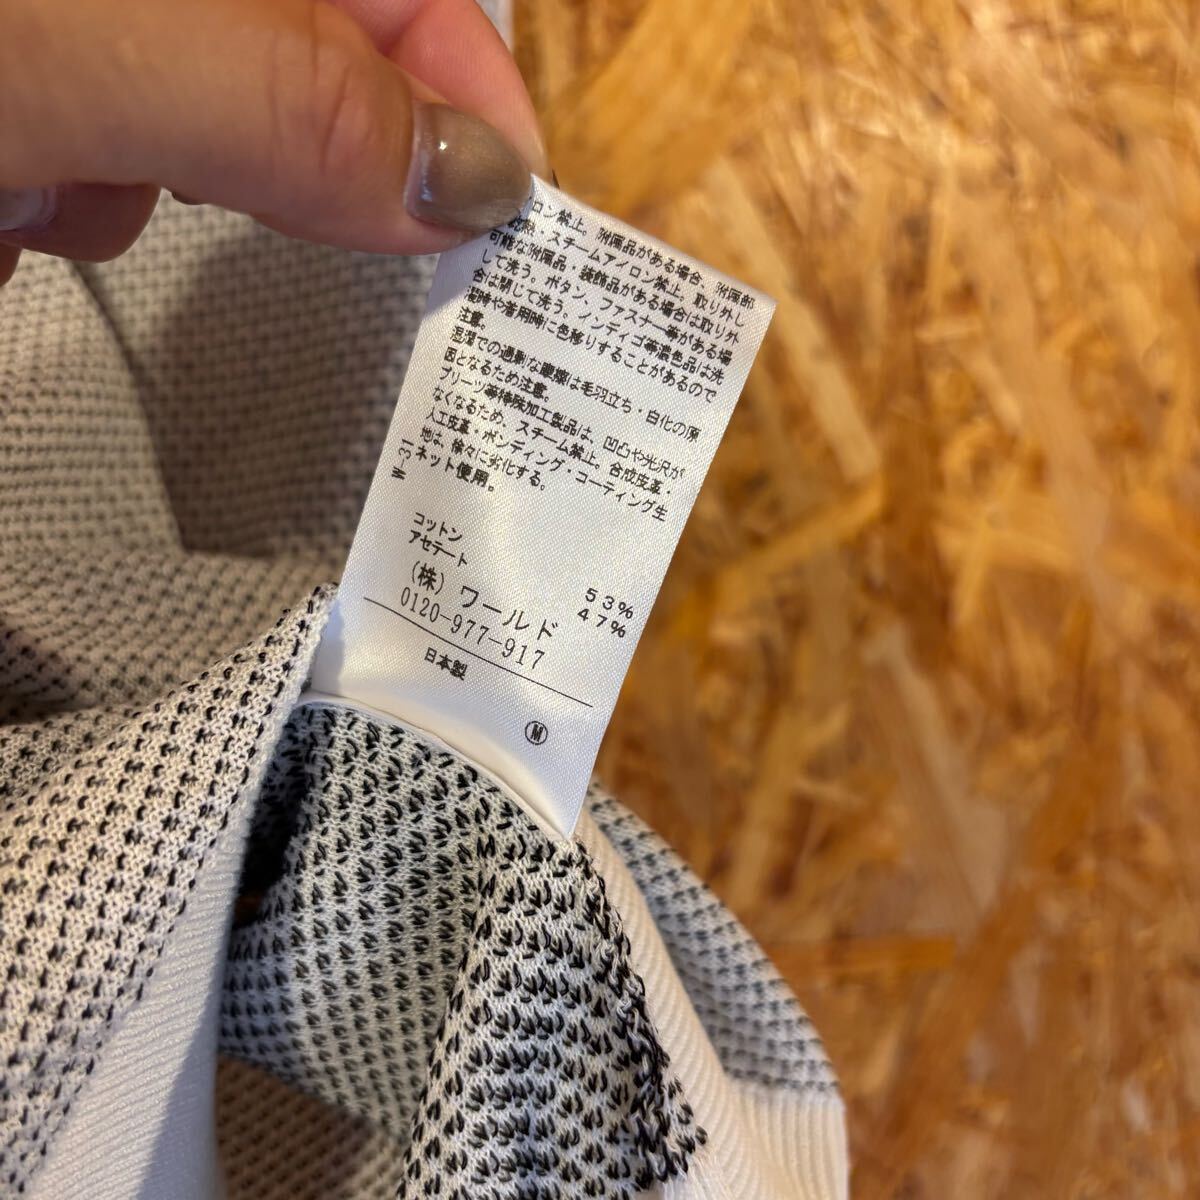 ロン禁止。附属品がある場合、附属部
スチームアイロン禁止。取り外し
可能な附属品・装飾品がある場合は取り外
して洗う。ボタン、ファスナー等がある場
合は閉じて洗う。ノンディゴ等濃色品は洗
濯時や着用時に色移りすることがあるので
注意。
湿潤での過剰な摩擦は毛羽立ち・白化の原
因となるため注意。
プリーツ等特殊加工製品は、凹凸や光沢が
なくなるため、スチーム禁止。合成皮革・
人工皮革・ボンディング・コーティング生
地は、徐々に劣化する。
ネット使用。
W 31
コットン 53%
アセテート 47%
(株)ワールド
0120-977-917
日本製
M